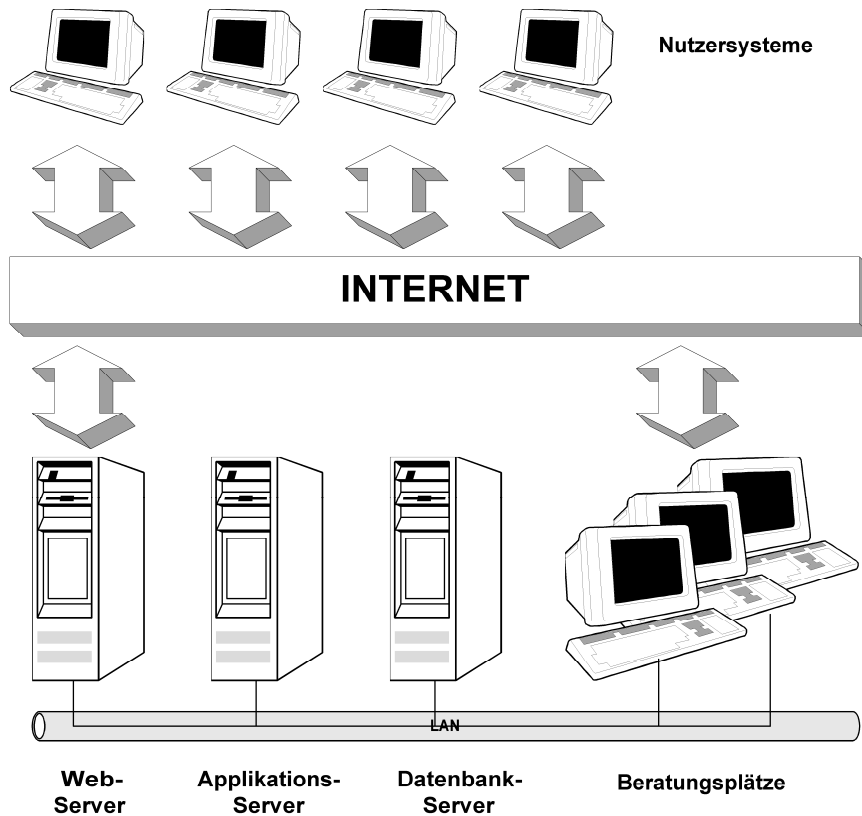 Nutzersysteme
INTERNET
LAN
Web-
Server
Applikations-
Server
Datenbank-
Server
Beratungsplätze